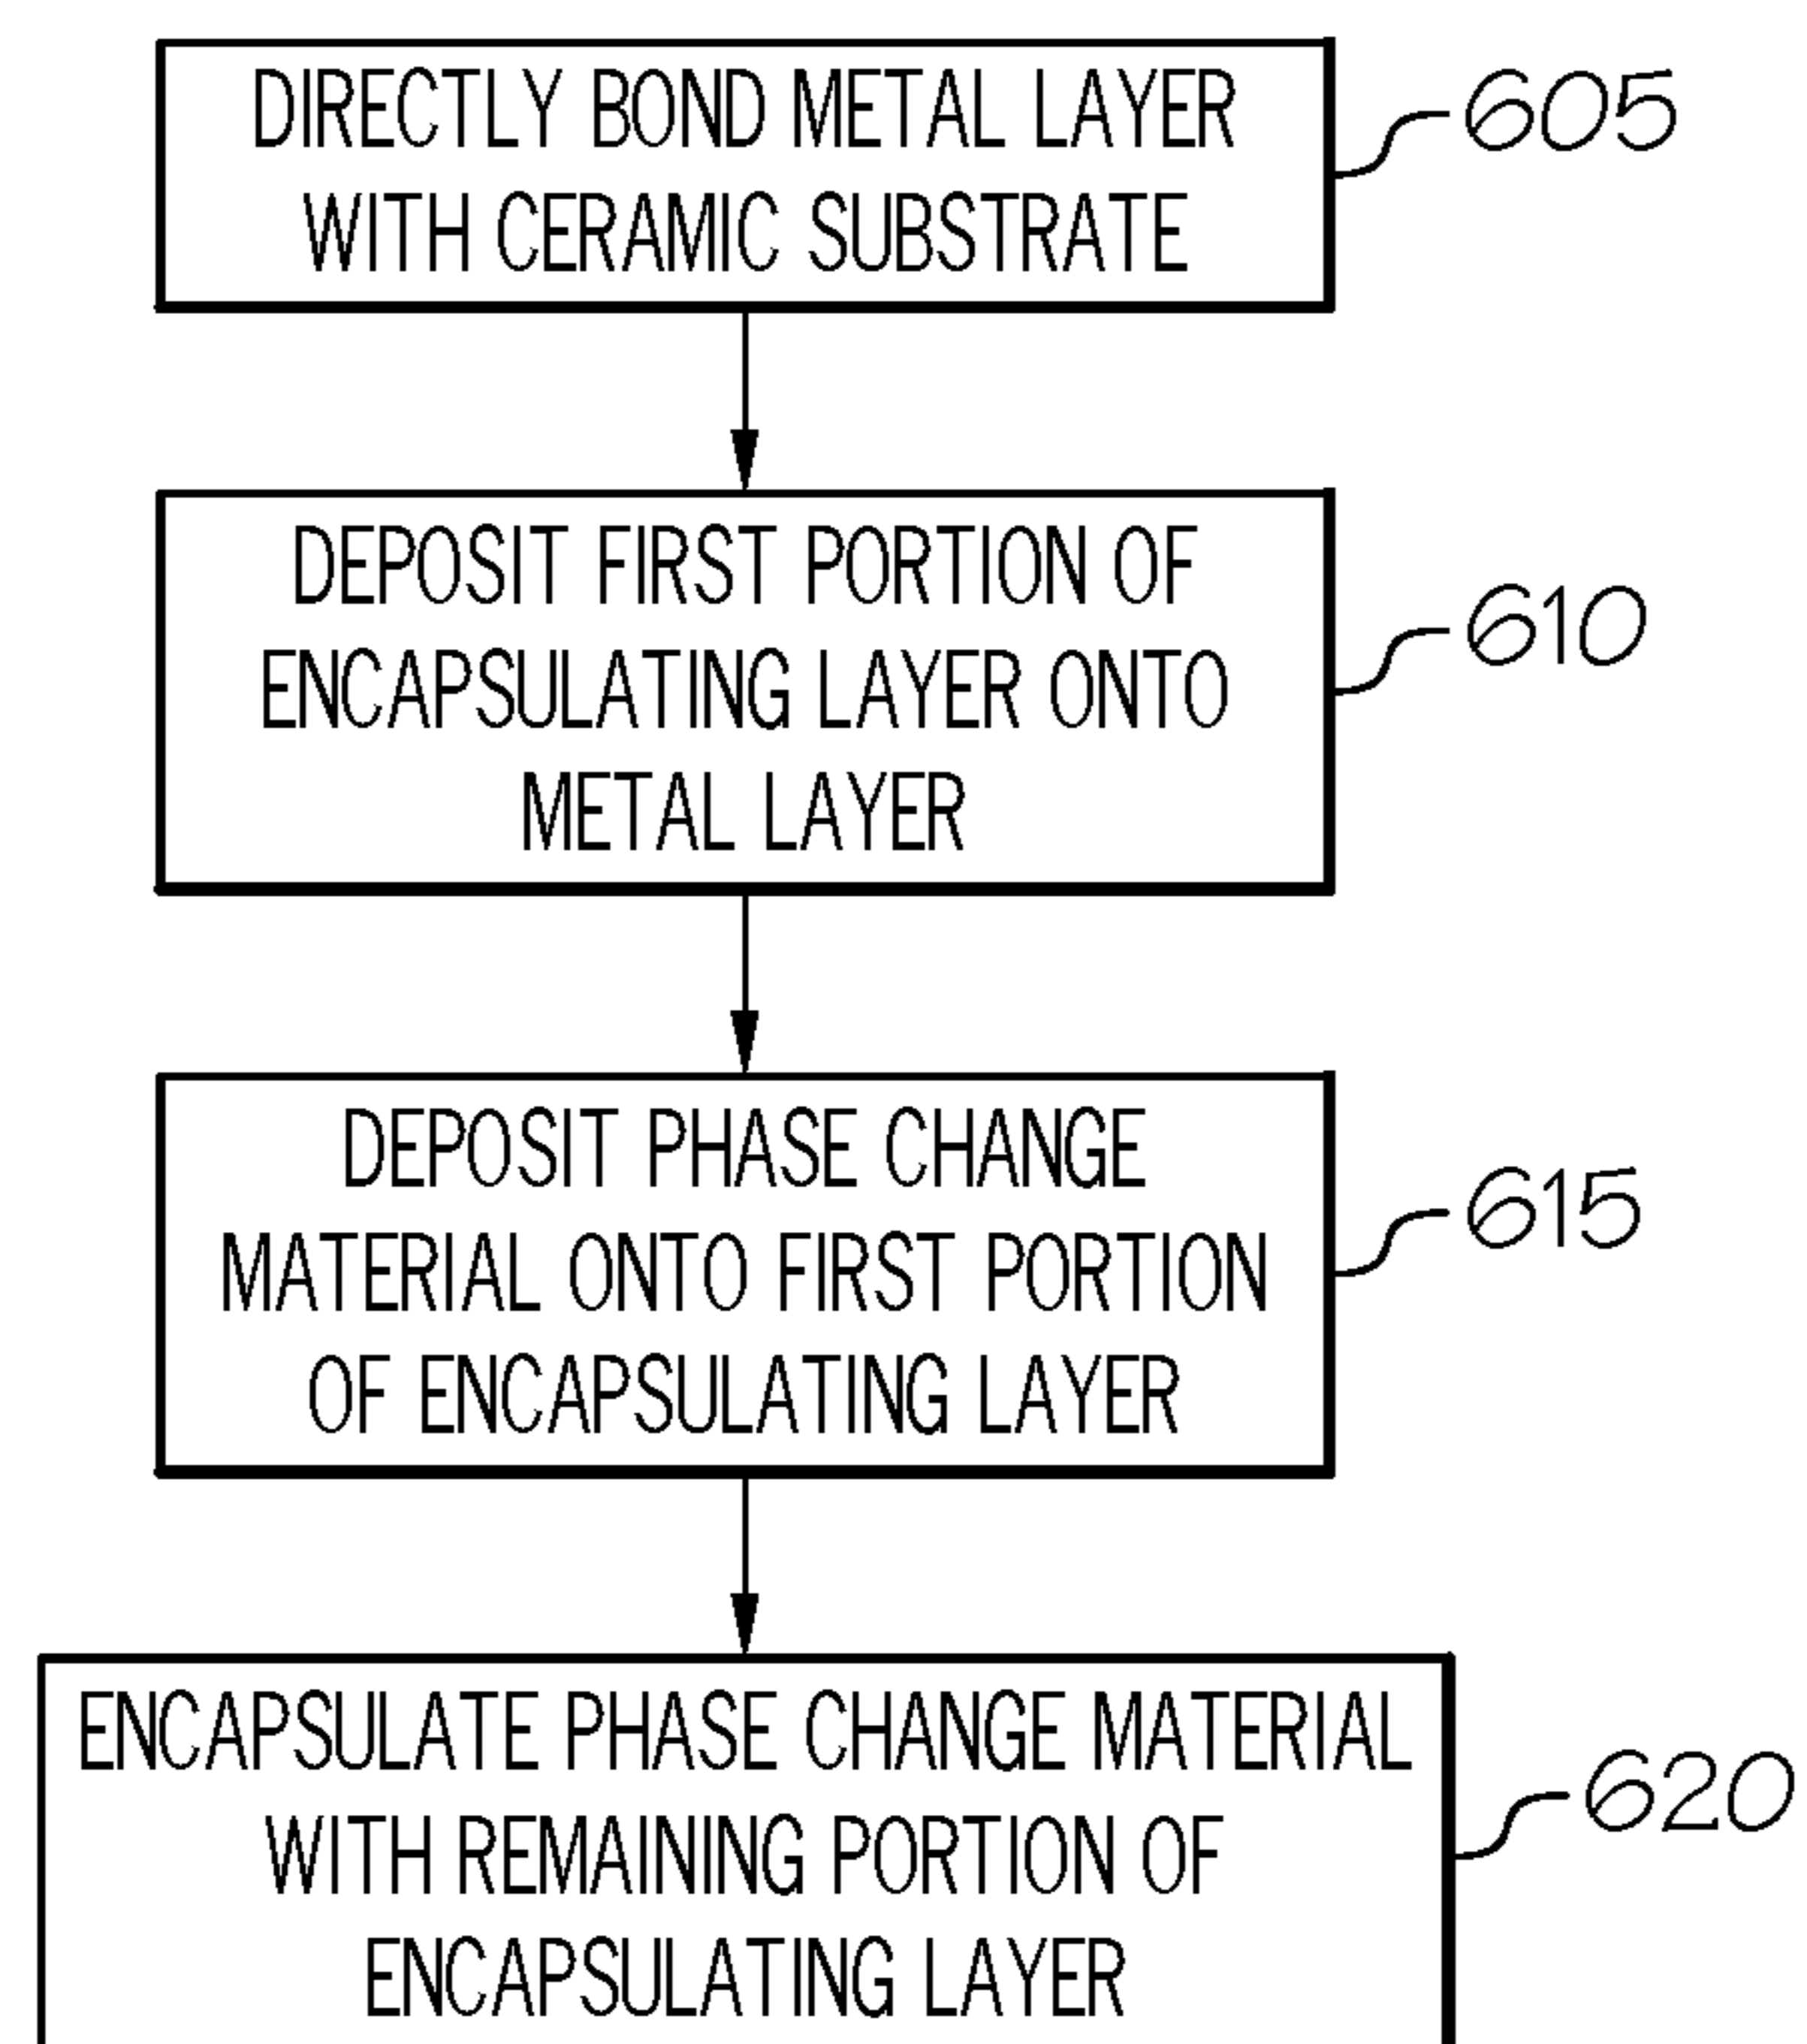 DIRECTLY BOND METAL LAYER
WITH CERAMIC SUBSTRATE
605
DEPOSIT FIRST PORTION OF
ENCAPSULATING LAYER ONTO
METAL LAYER
610
DEPOSIT PHASE CHANGE
MATERIAL ONTO FIRST PORTION
OF ENCAPSULATING LAYER
615
ENCAPSULATE PHASE CHANGE MATERIAL
WITH REMAINING PORTION OF
ENCAPSULATING LAYER
620